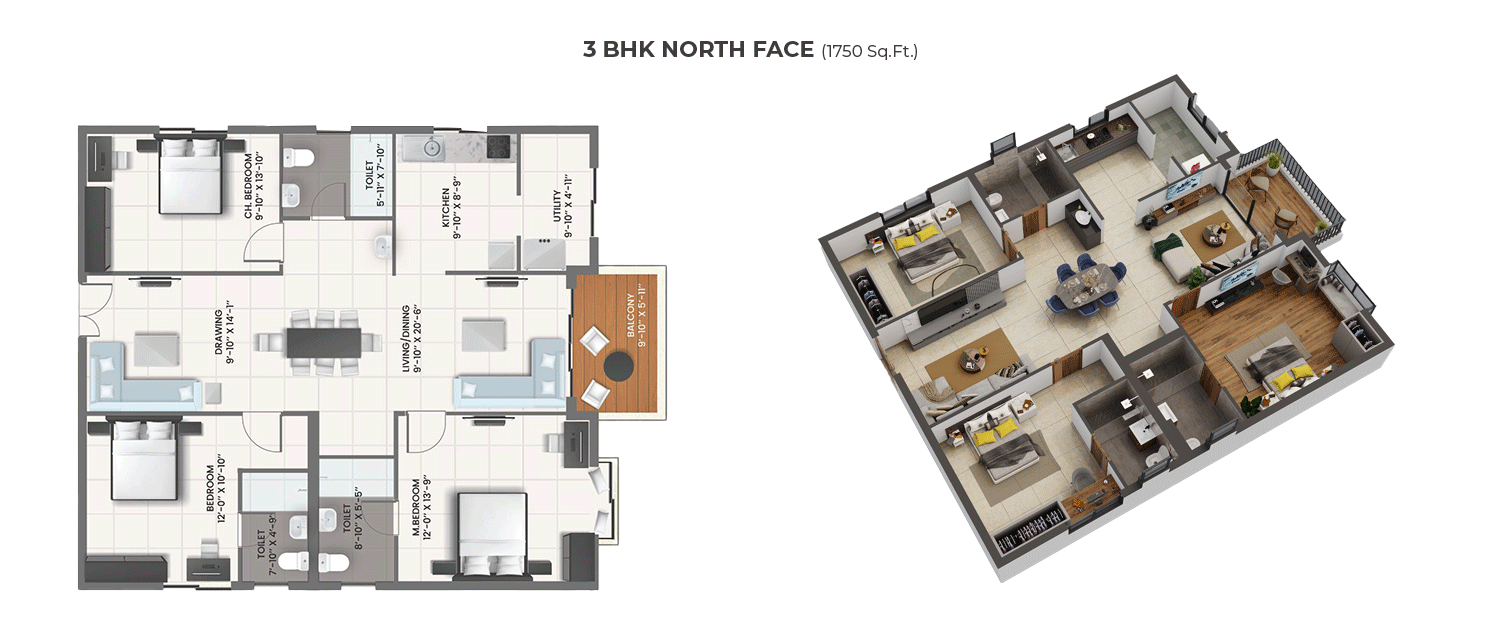 3 BHK NORTH FACE (1750 Sq.Ft.)
CH. BEDROOM
9'-10" X 13'-10"
TOILET
5'-11" X 7'-10"
KITCHEN
9'-10" X 8'-9"
UTILITY
9'-10" X 4'-11"
DRAWING
9'-10" X 14'-1"
LIVING/DINING
9'-10" X 20'-6"
BALCONY
9'-10" X 5'-11"
BEDROOM
12'-0" X 10'-10"
TOILET
7'-10" X 4'-9'
TOILET
8'-10" X 5'-5"
M.BEDROOM
12'-0" X 13'-9"